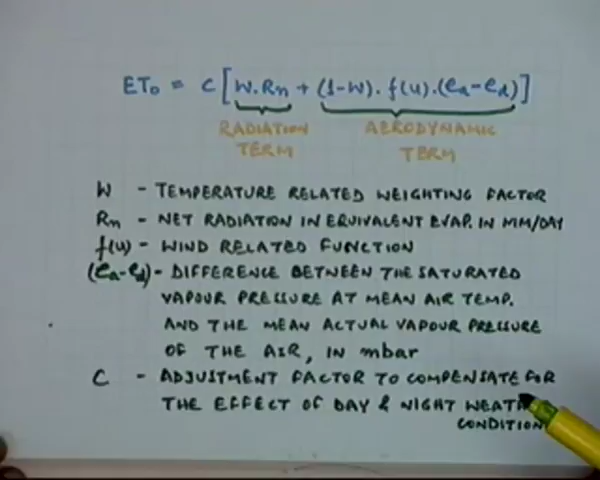 ET₀ = C [W.Rn + (1-W). f(u).(ea-ed)]
RADIATION TERM
AERODYNAMIC TERM
W - TEMPERATURE RELATED WEIGHTING FACTOR
Rn - NET RADIATION IN EQUIVALENT EVAP. IN MM/DAY
f(u) - WIND RELATED FUNCTION
(ea-ed) - DIFFERENCE BETWEEN THE SATURATED
VAPOUR PRESSURE AT MEAN AIR TEMP.
AND THE MEAN ACTUAL VAPOUR PRESSURE
OF THE AIR, IN mbar
C - ADJUSTMENT FACTOR TO COMPENSATE FOR
THE EFFECT OF DAY & NIGHT
CONDITION